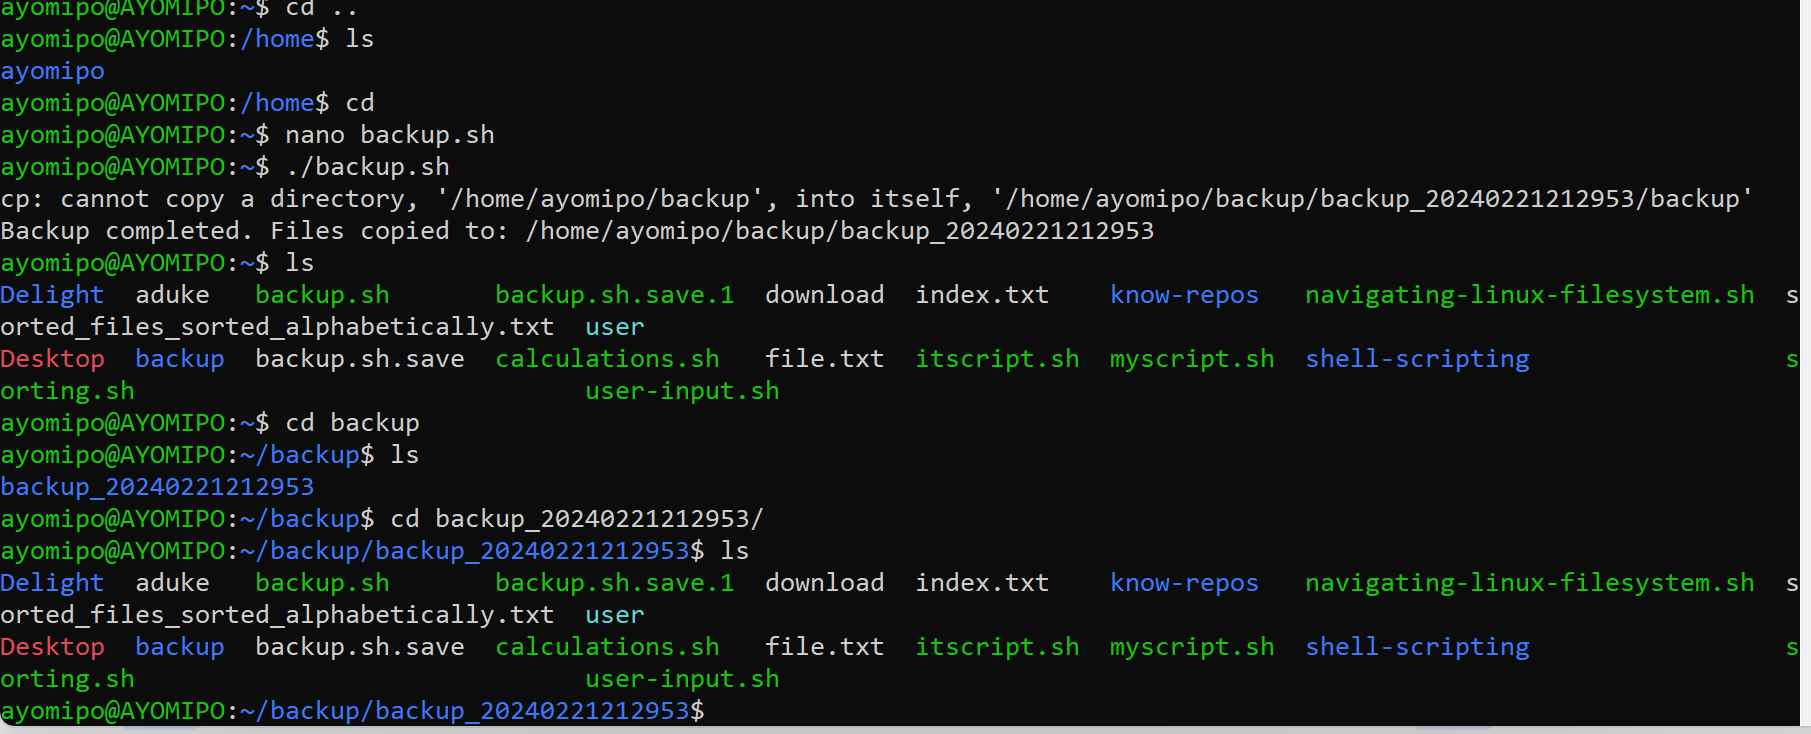 ayomipo@AYOMIPO:~$ cd ..
ayomipo@AYOMIPO:/home$ ls
ayomipo
ayomipo@AYOMIPO:/home$ cd
ayomipo@AYOMIPO:~$ nano backup.sh
ayomipo@AYOMIPO:~$ ./backup.sh
cp: cannot copy a directory, '/home/ayomipo/backup', into itself, '/home/ayomipo/backup/backup_20240221212953/backup'
Backup completed. Files copied to: /home/ayomipo/backup/backup_20240221212953
ayomipo@AYOMIPO:~$ ls
Delight  aduke   backup.sh       backup.sh.save.1  download  index.txt    know-repos   navigating-linux-filesystem.sh  s
orted_files_sorted_alphabetically.txt  user
Desktop  backup  backup.sh.save  calculations.sh   file.txt  itscript.sh  myscript.sh  shell-scripting                 s
orting.sh                              user-input.sh
ayomipo@AYOMIPO:~$ cd backup
ayomipo@AYOMIPO:~/backup$ ls
backup_20240221212953
ayomipo@AYOMIPO:~/backup$ cd backup_20240221212953/
ayomipo@AYOMIPO:~/backup/backup_20240221212953$ ls
Delight  aduke   backup.sh       backup.sh.save.1  download  index.txt    know-repos   navigating-linux-filesystem.sh  s
orted_files_sorted_alphabetically.txt  user
Desktop  backup  backup.sh.save  calculations.sh   file.txt  itscript.sh  myscript.sh  shell-scripting                 s
orting.sh                              user-input.sh
ayomipo@AYOMIPO:~/backup/backup_20240221212953$